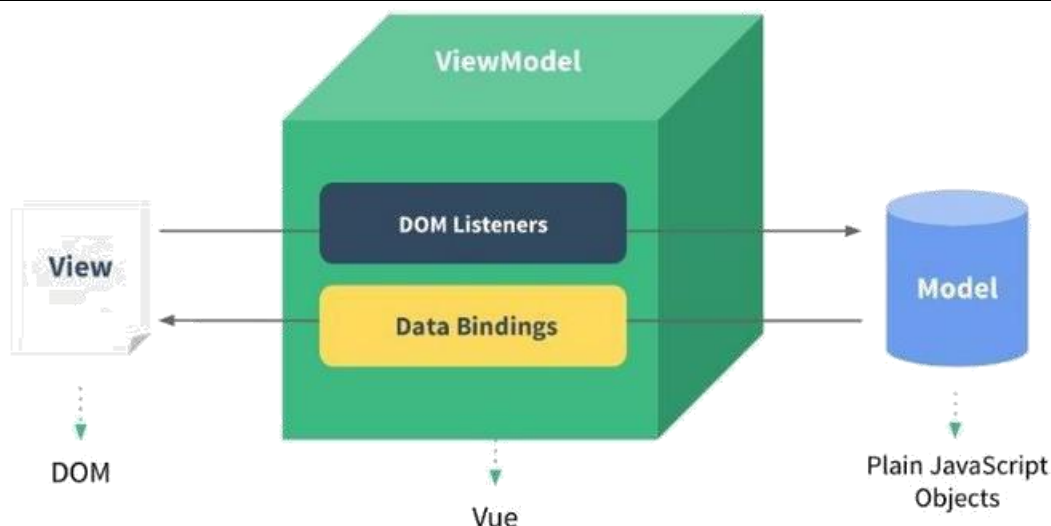 ViewModel
DOM Listeners
View
Model
Data Bindings
DOM
Plain JavaScript
Objects
Vue